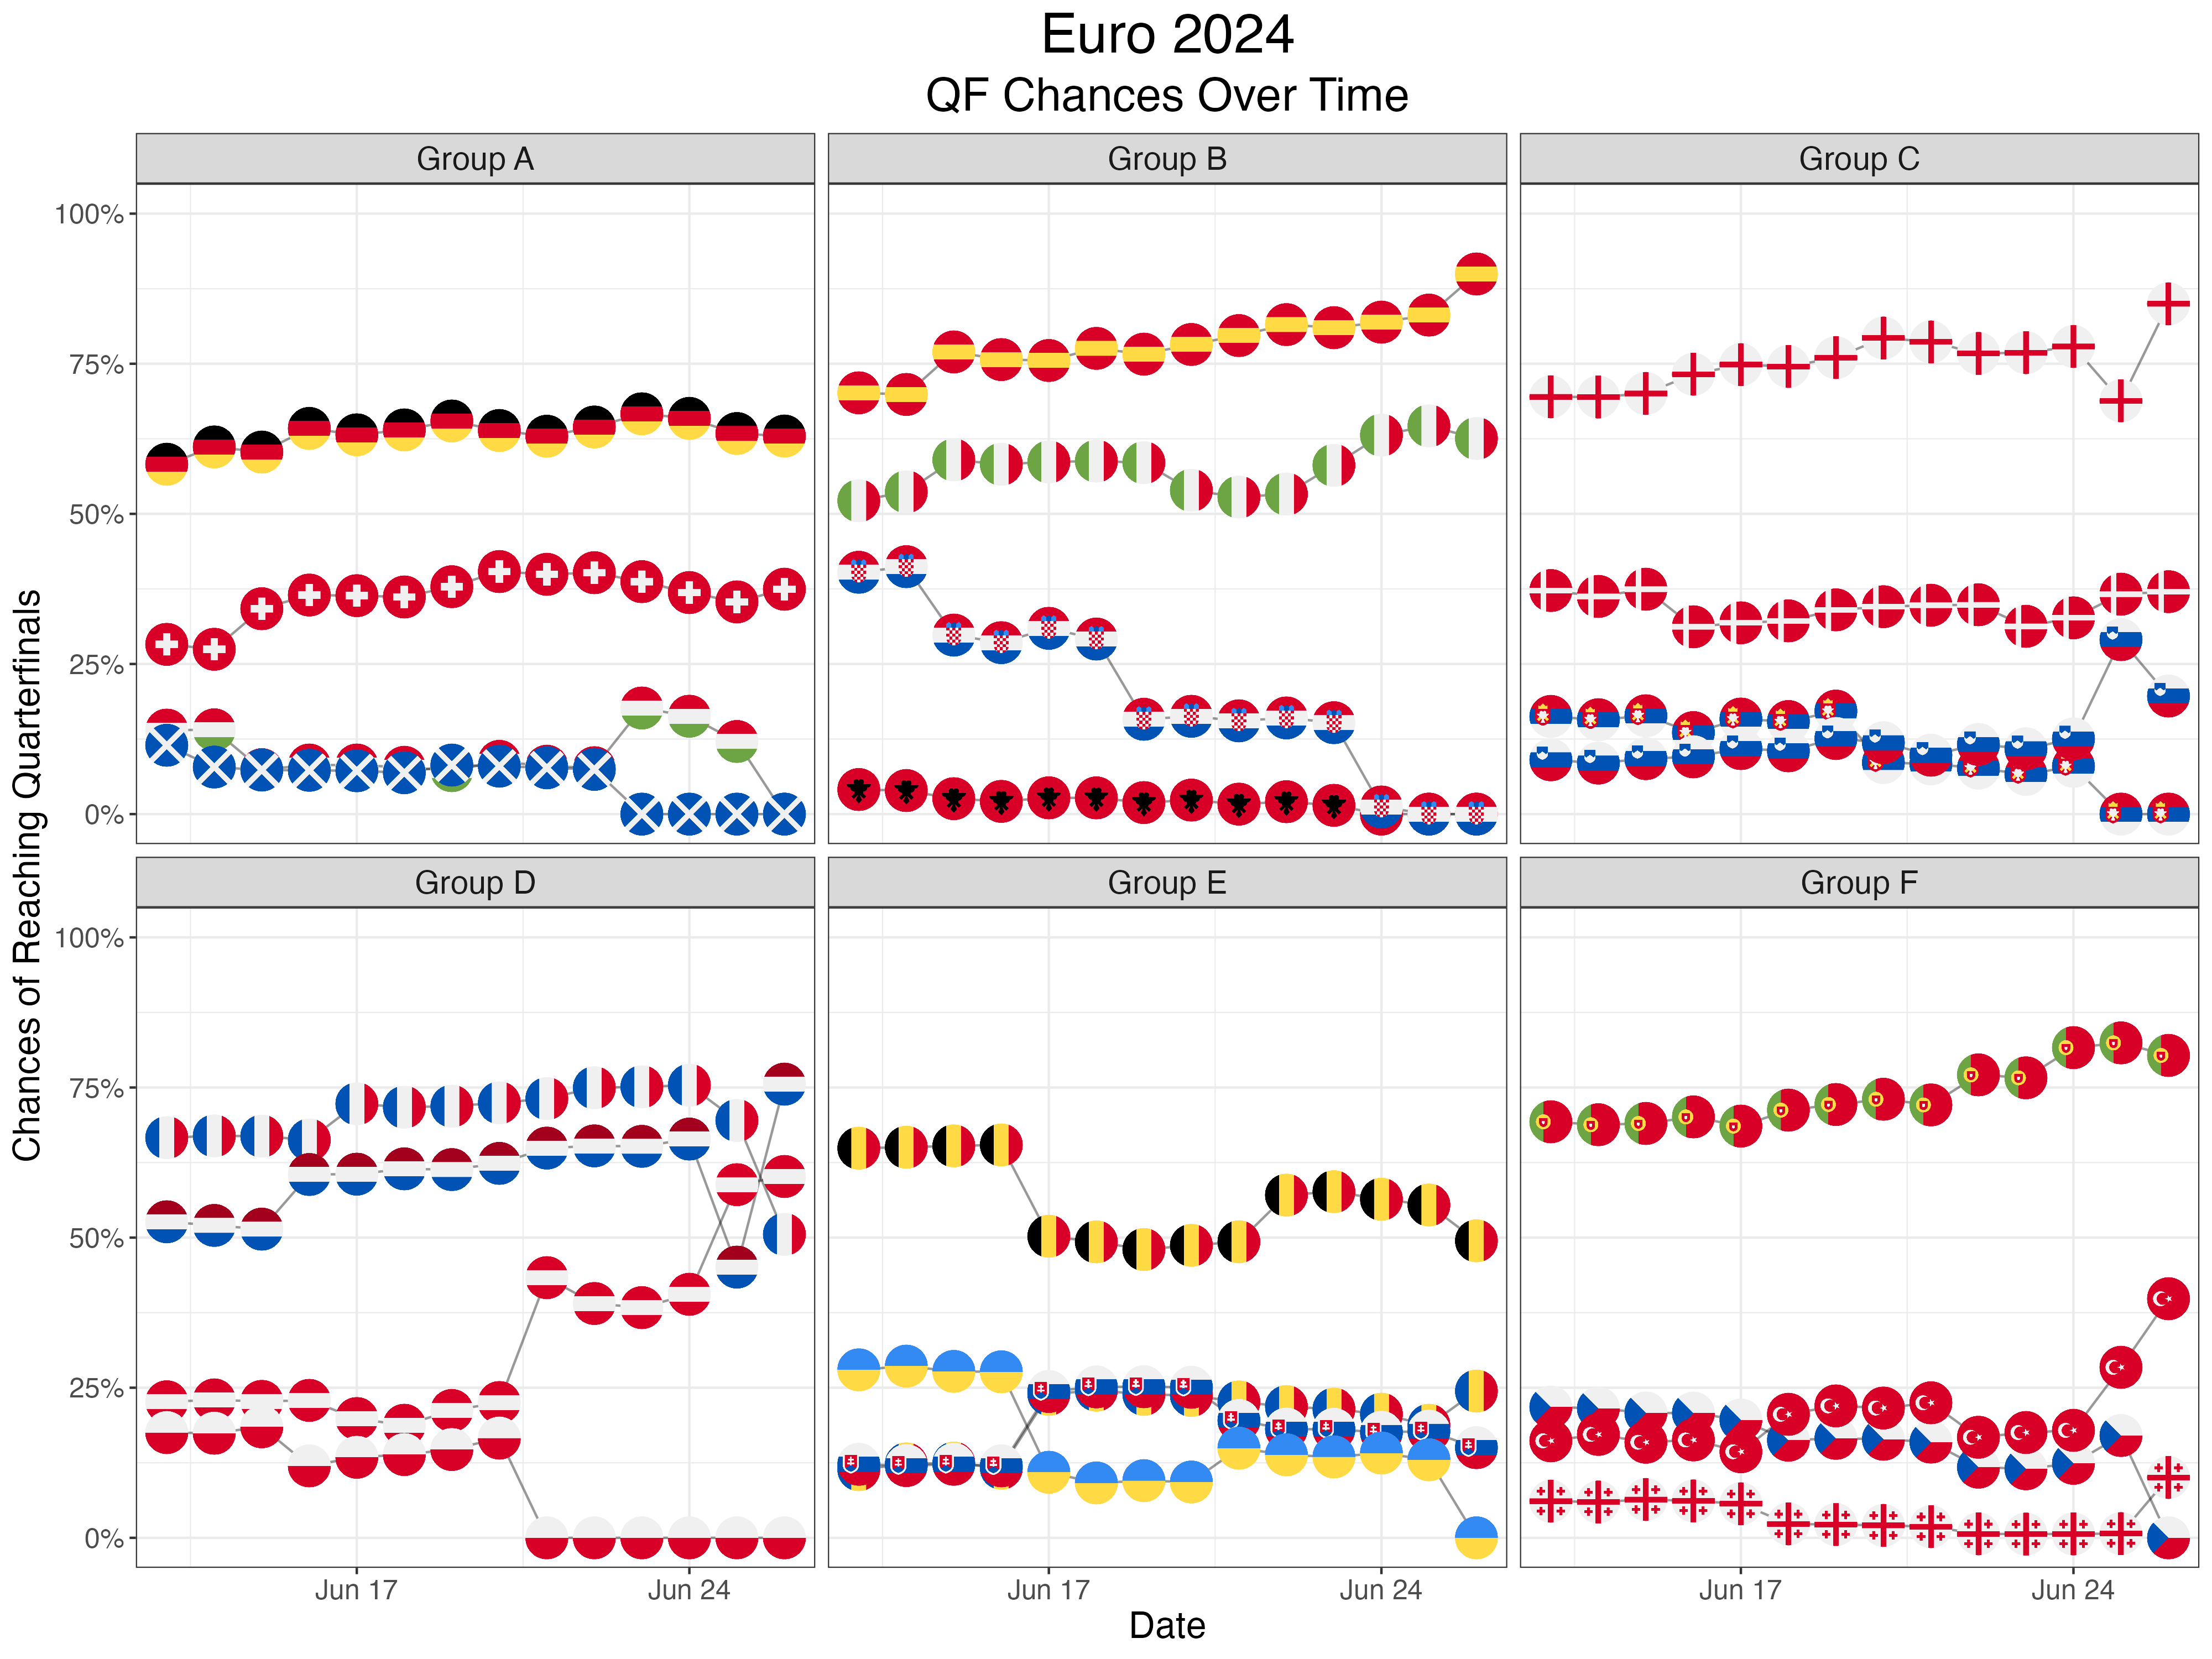 Euro 2024
QF Chances Over Time
Group A
Group B
Group C
100%
75%
50%
25%
0%
Group D
Group E
Group F
100%
75%
50%
25%
0%
Jun 17
Jun 24
Jun 17
Jun 24
Jun 17
Jun 24
Date
Chances of Reaching Quarterfinals